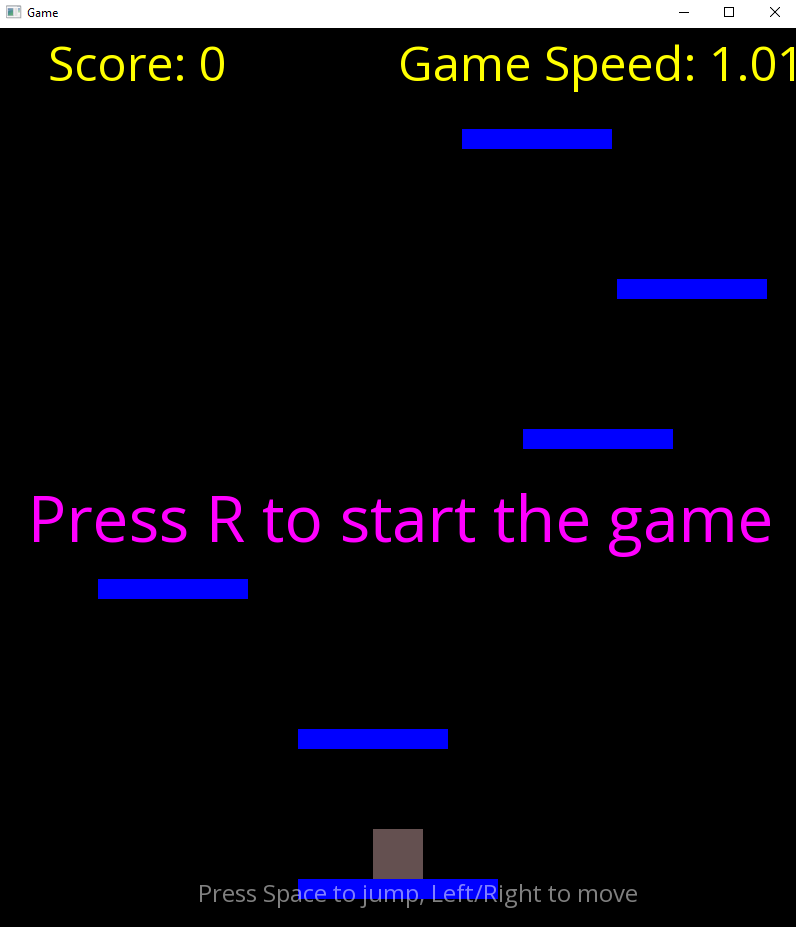 Game
Score: 0 Game Speed: 1.01
Press R to start the game
Press Space to jump, Left/Right to move